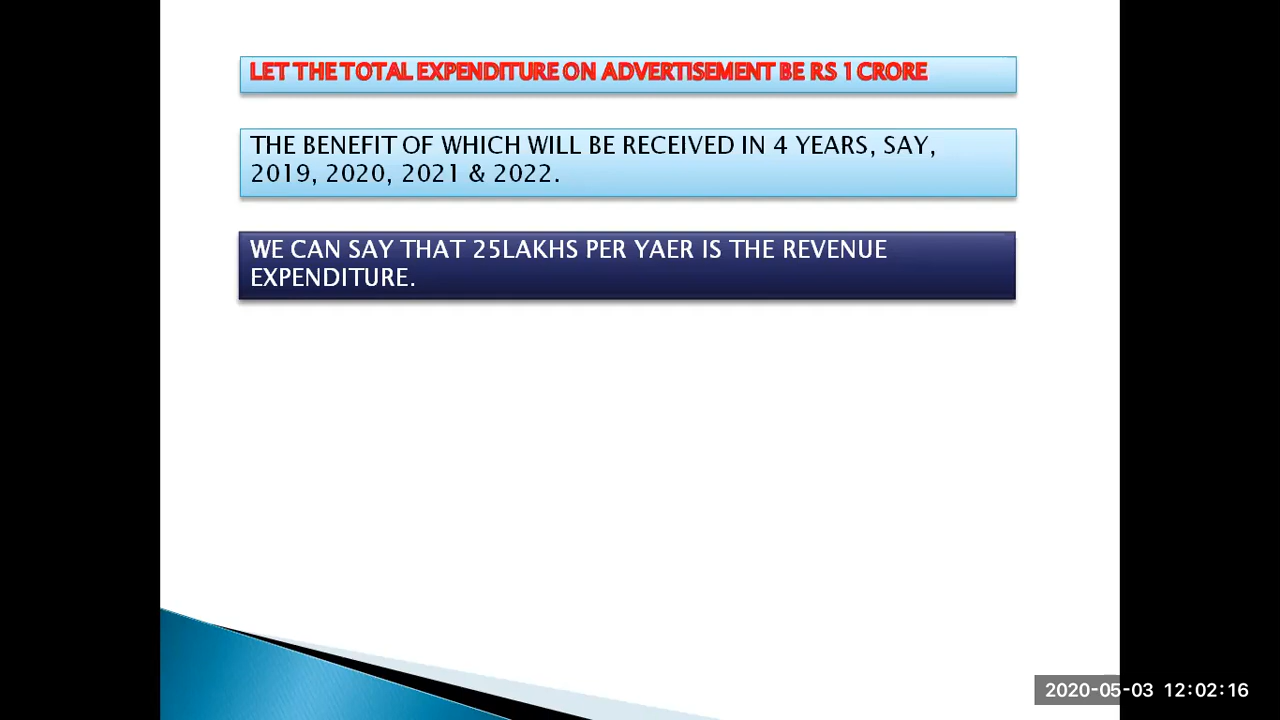 LET THE TOTAL EXPENDITURE ON ADVERTISEMENT BE RS 1 CRORE
THE BENEFIT OF WHICH WILL BE RECEIVED IN 4 YEARS, SAY,
2019, 2020, 2021 & 2022.
WE CAN SAY THAT 25LAKHS PER YAER IS THE REVENUE
EXPENDITURE.
2020-05-03 12:02:16